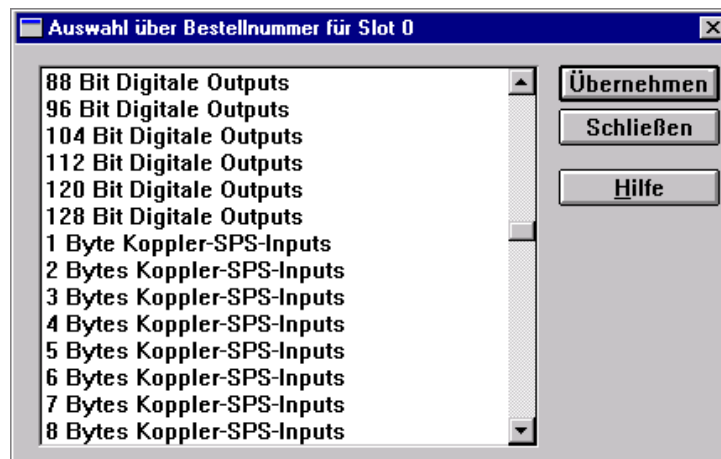 Auswahl über Bestellnummer für Slot 0
88 Bit Digitale Outputs
96 Bit Digitale Outputs
104 Bit Digitale Outputs
112 Bit Digitale Outputs
120 Bit Digitale Outputs
128 Bit Digitale Outputs
1 Byte Koppler-SPS-Inputs
2 Bytes Koppler-SPS-Inputs
3 Bytes Koppler-SPS-Inputs
4 Bytes Koppler-SPS-Inputs
5 Bytes Koppler-SPS-Inputs
6 Bytes Koppler-SPS-Inputs
7 Bytes Koppler-SPS-Inputs
8 Bytes Koppler-SPS-Inputs
Übernehmen
Schließen
Hilfe